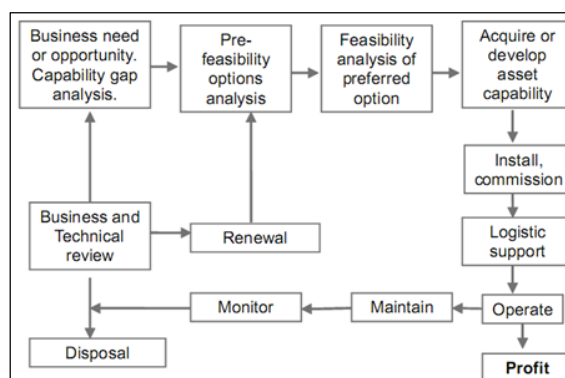 Business need
or opportunity.
Capability gap
analysis.
Pre-
feasibility
options
analysis
Feasibility
analysis of
preferred
option
Acquire or
develop
asset
capability
Install,
commission
Logistic
support
Operate
Profit
Maintain
Monitor
Business and
Technical
review
Renewal
Disposal